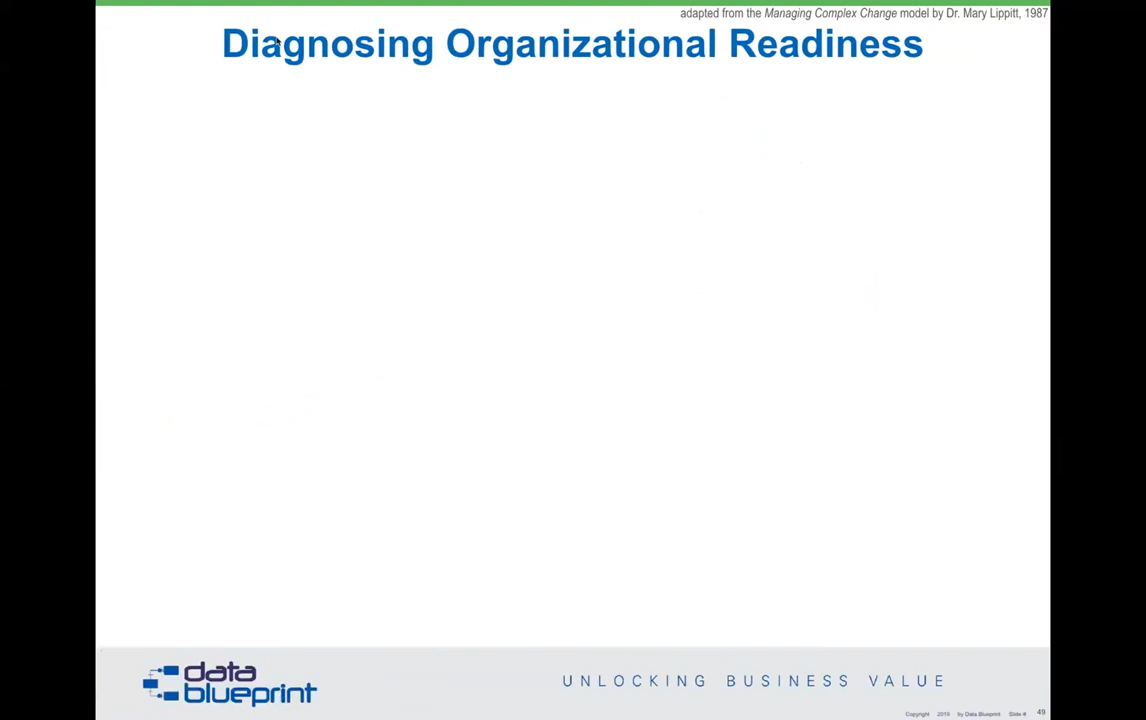 adapted from the Managing Complex Change model by Dr. Mary Lippitt, 1987
Diagnosing Organizational Readiness
data
blueprint
UNLOCKING BUSINESS VALUE
Copyright 2019 by Data Blueprint Slide # 49